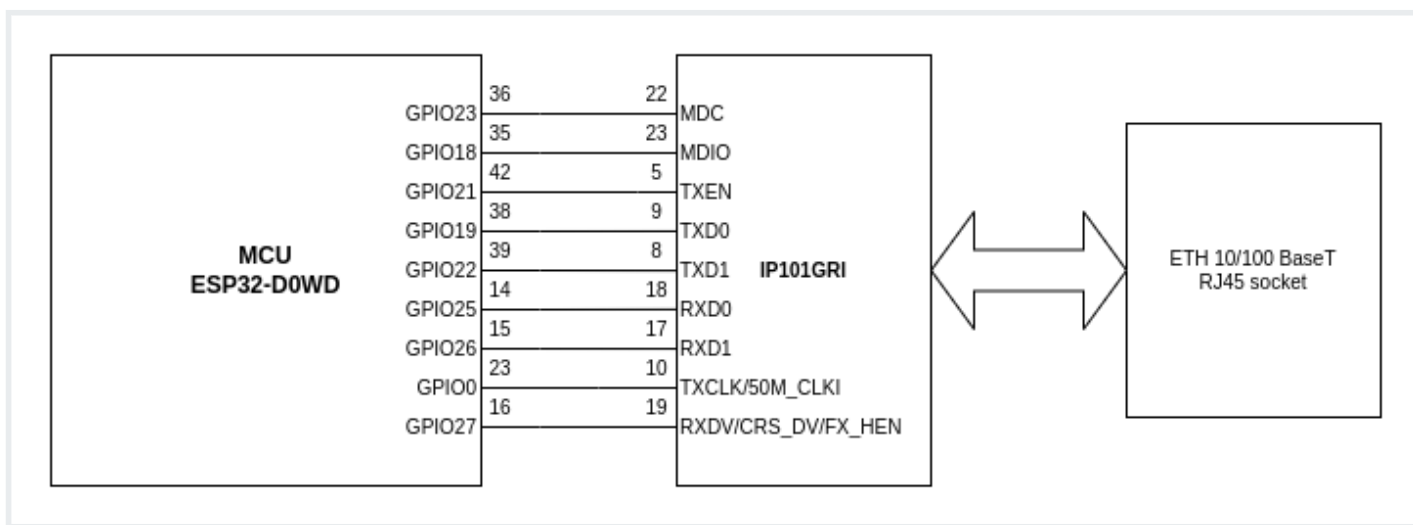 36 22
GPIO23 MDC
35 23
GPIO18 MDIO
42 5
GPIO21 TXEN
38 9
GPIO19 TXD0
39 8
MCU
ESP32-D0WD
GPIO22 TXD1 IP101GRI
ETH 10/100 BaseT
RJ45 socket
14 18
GPIO25 RXD0
15 17
GPIO26 RXD1
23 10
GPIO0 TXCLK/50M_CLKI
16 19
GPIO27 RXDV/CRS_DV/FX_HEN